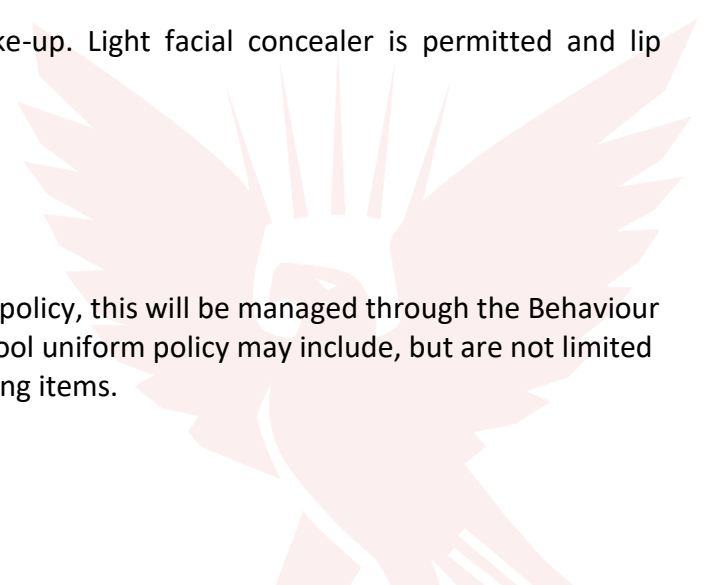 ke-up. Light facial concealer is permitted and lip
policy, this will be managed through the Behaviour
ool uniform policy may include, but are not limited
ng items.